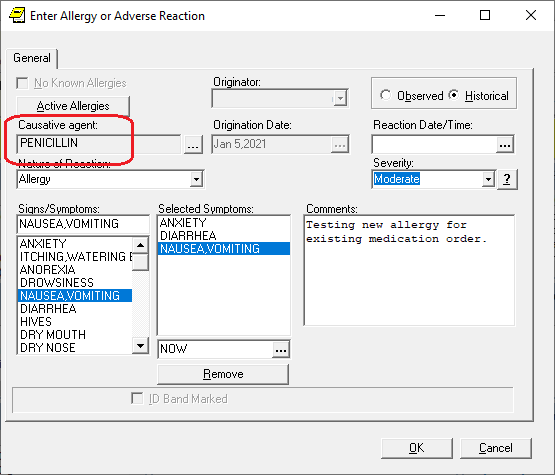 Enter Allergy or Adverse Reaction
General
No Known Allergies
Active Allergies
Originator:
Observed Historical
Causative agent:
PENICILLIN ...
Origination Date:
Jan 5,2021 ...
Reaction Date/Time:
...
Nature of Reaction:
Allergy
Severity:
Moderate ?
Signs/Symptoms:
NAUSEA,VOMITING
ANXIETY
ITCHING,WATERING
ANOREXIA
DROWSINESS
NAUSEA,VOMITING
DIARRHEA
HIVES
DRY MOUTH
DRY NOSE
Selected Symptoms:
ANXIETY
DIARRHEA
NAUSEA,VOMITING
NOW ...
Remove
Comments:
Testing new allergy for
existing medication order.
ID Band Marked
OK Cancel